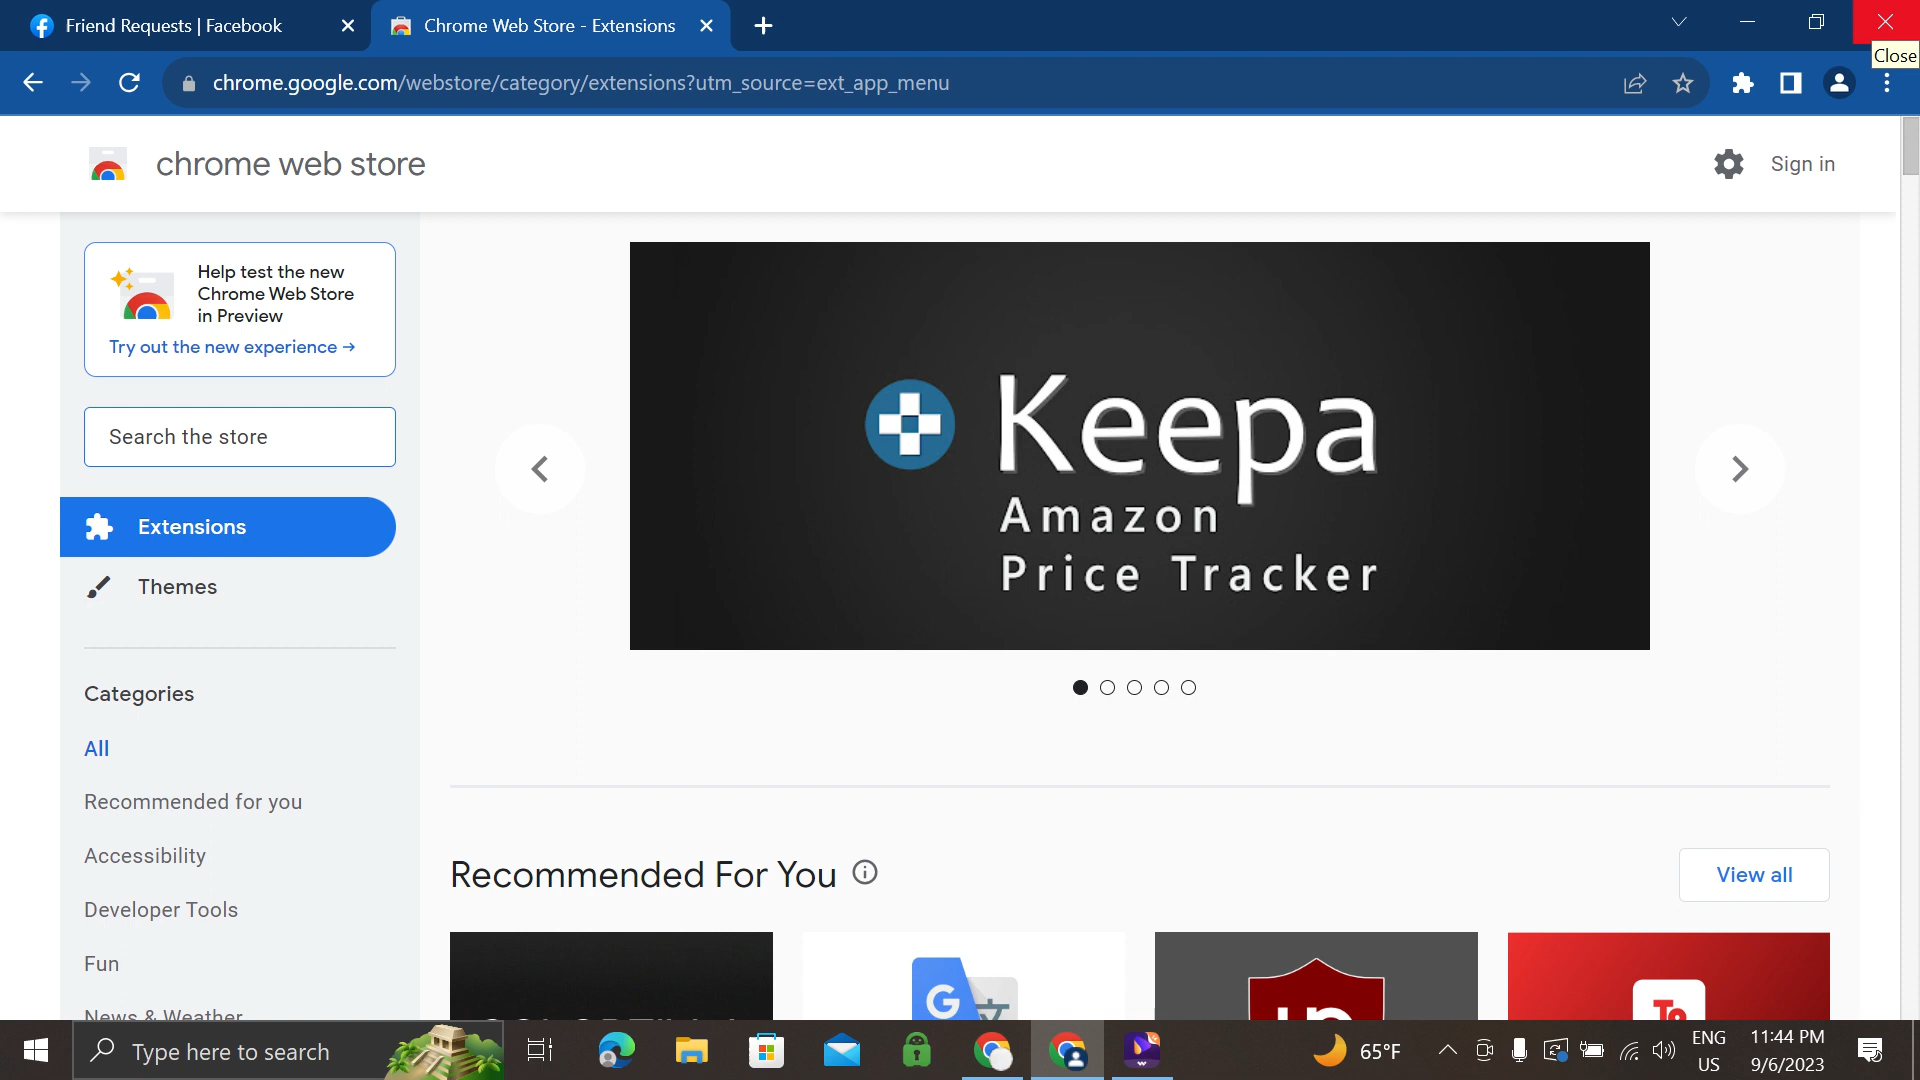 Friend Requests | Facebook
Chrome Web Store - Extensions
Close
chrome.google.com/webstore/category/extensions?utm_source=ext_app_menu
chrome web store
Sign in
Help test the new
Chrome Web Store
in Preview
Try out the new experience →
Search the store
Extensions
Themes
Categories
All
Recommended for you
Accessibility
Developer Tools
Fun
News & Weather
Keepa
Amazon
Price Tracker
Recommended For You
View all
G
Type here to search
65°F
ENG
US
11:44 PM
9/6/2023